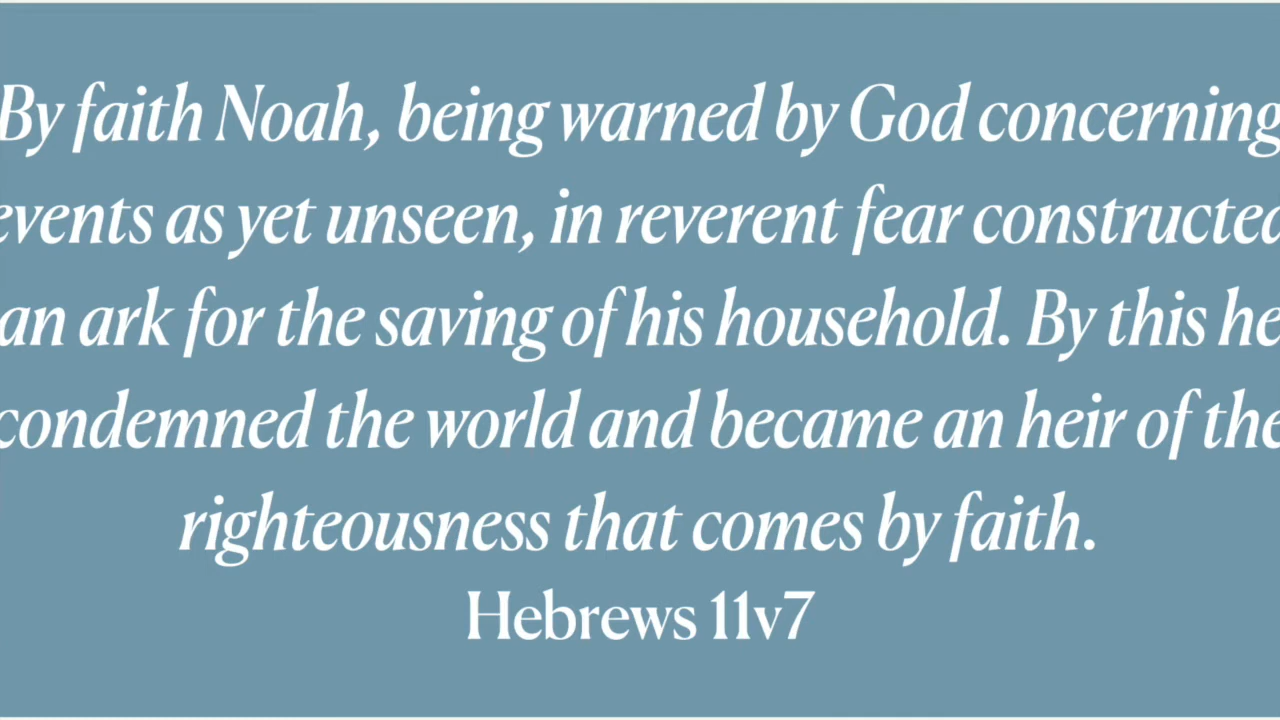 By faith Noah, being warned by God concerning
events as yet unseen, in reverent fear constructed
an ark for the saving of his household. By this he
condemned the world and became an heir of the
righteousness that comes by faith.
Hebrews 11v7